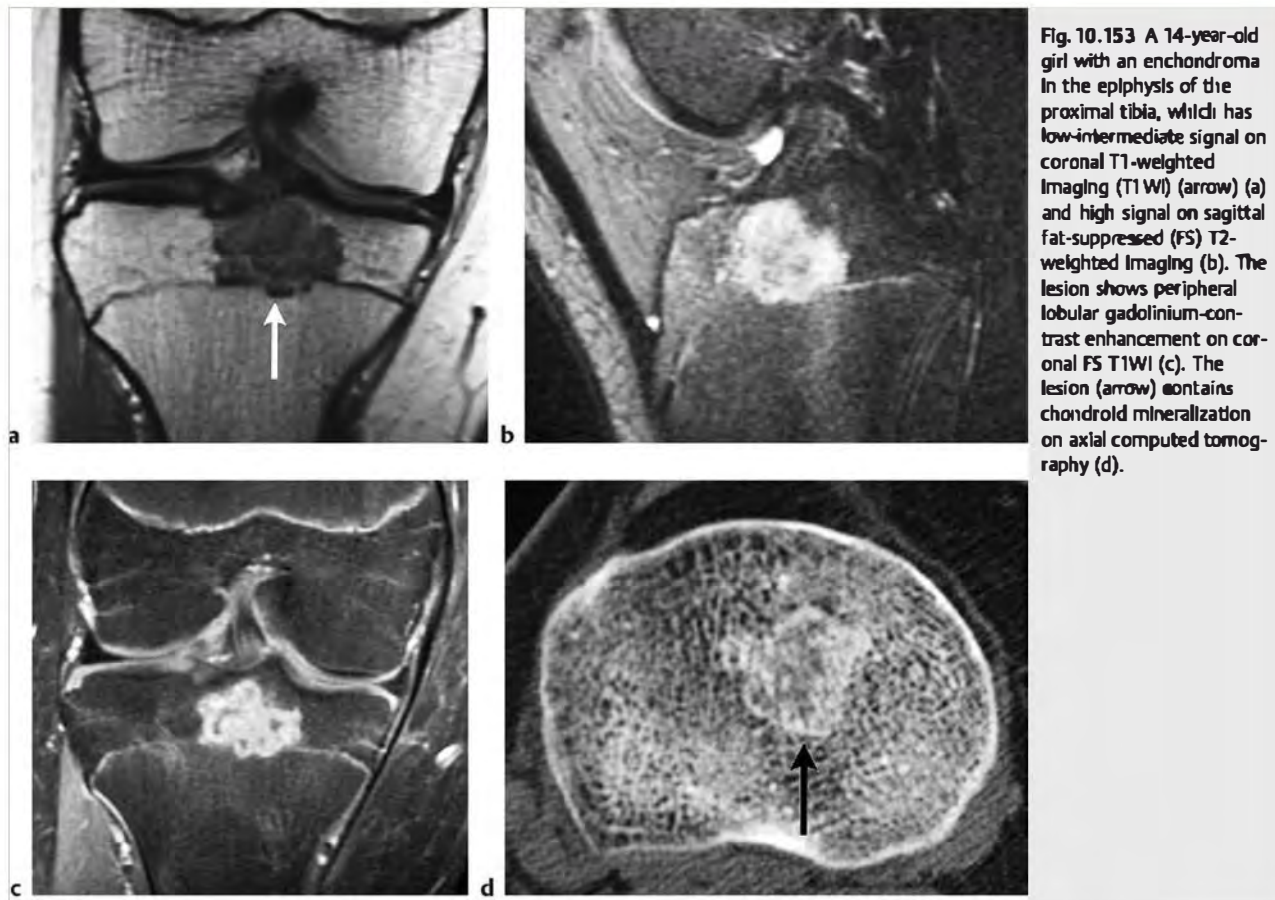 Fig. 10.153 A 14-year-old
girl with an enchondroma
in the epiphysis of the
proximal tibia, which has
low-intermediate signal on
coronal T1-weighted
imaging (T1WI) (arrow) (a)
and high signal on sagittal
fat-suppressed (FS) T2-
weighted imaging (b). The
lesion shows peripheral
lobular gadolinium-con-
trast enhancement on cor-
onal FS T1WI (c). The
lesion (arrow) contains
chondroid mineralization
on axial computed tomog-
raphy (d).
a
b
c
d